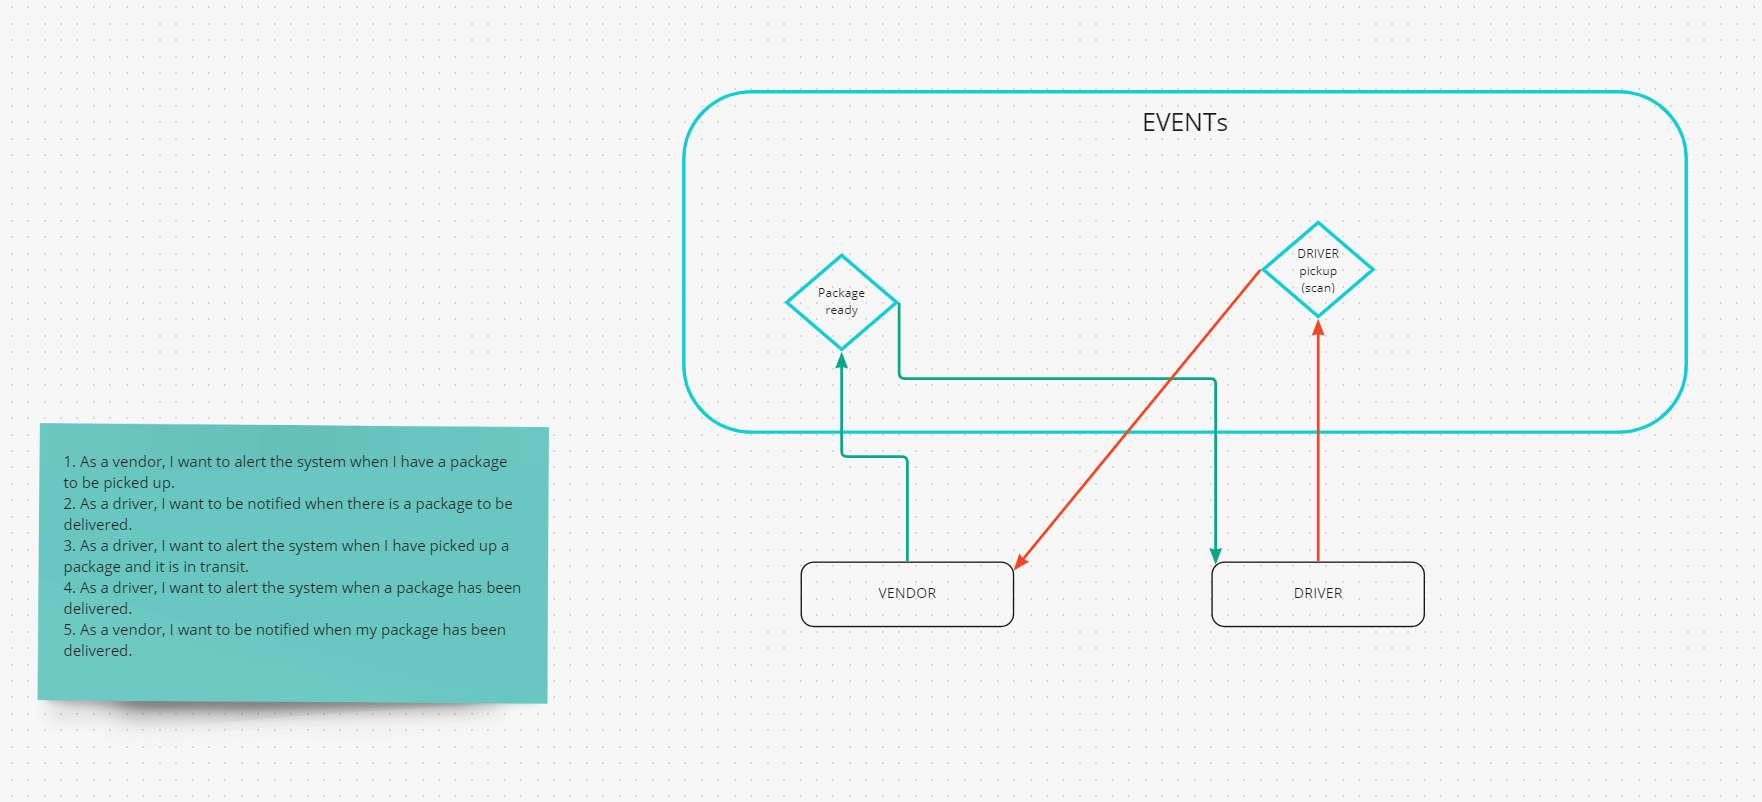 EVENTs
DRIVER
pickup
(scan)
Package
ready
1. As a vendor, I want to alert the system when I have a package
to be picked up.
2. As a driver, I want to be notified when there is a package to be
delivered.
3. As a driver, I want to alert the system when I have picked up a
package and it is in transit.
4. As a driver, I want to alert the system when a package has been
delivered.
5. As a vendor, I want to be notified when my package has been
delivered.
VENDOR
DRIVER